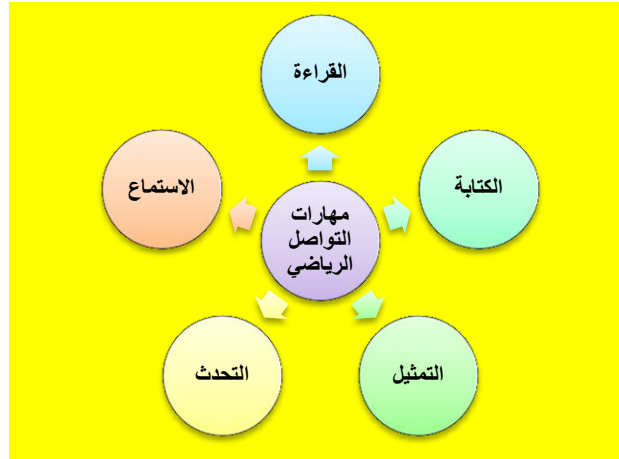 القراءة
الكتابة
الاستماع
مهارات
التواصل
الرياضي
التمثيل
التحدث